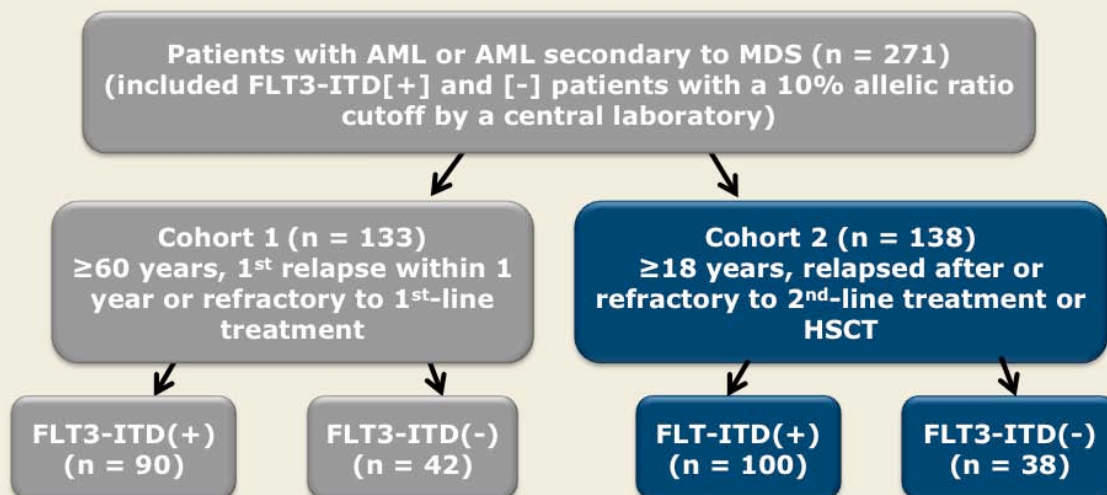 Patients with AML or AML secondary to MDS (n = 271)
(included FLT3-ITD[+] and [-] patients with a 10% allelic ratio
cutoff by a central laboratory)
Cohort 1 (n = 133)
≥60 years, 1st relapse within 1
year or refractory to 1st-line
treatment
Cohort 2 (n = 138)
≥18 years, relapsed after or
refractory to 2nd-line treatment or
HSCT
FLT3-ITD(+)
(n = 90)
FLT3-ITD(-)
(n = 42)
FLT-ITD(+)
(n = 100)
FLT3-ITD(-)
(n = 38)